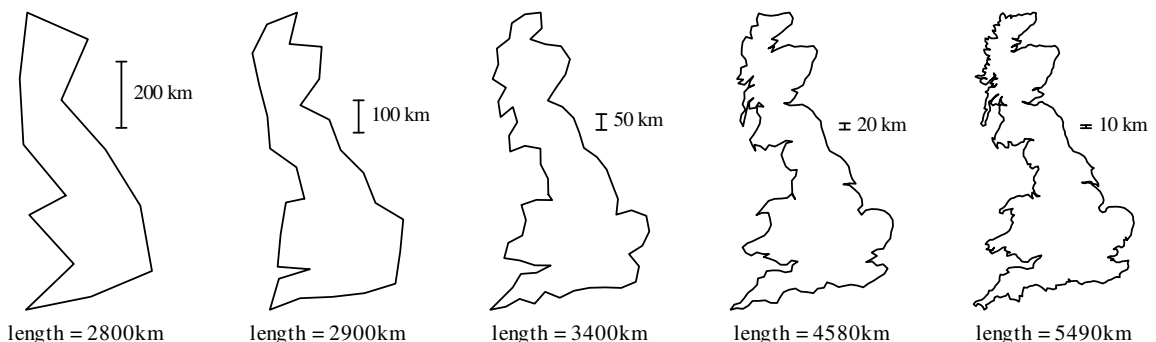 200 km
100 km
50 km
20 km
10 km
length = 2800km
length = 2900km
length = 3400km
length = 4580km
length = 5490km